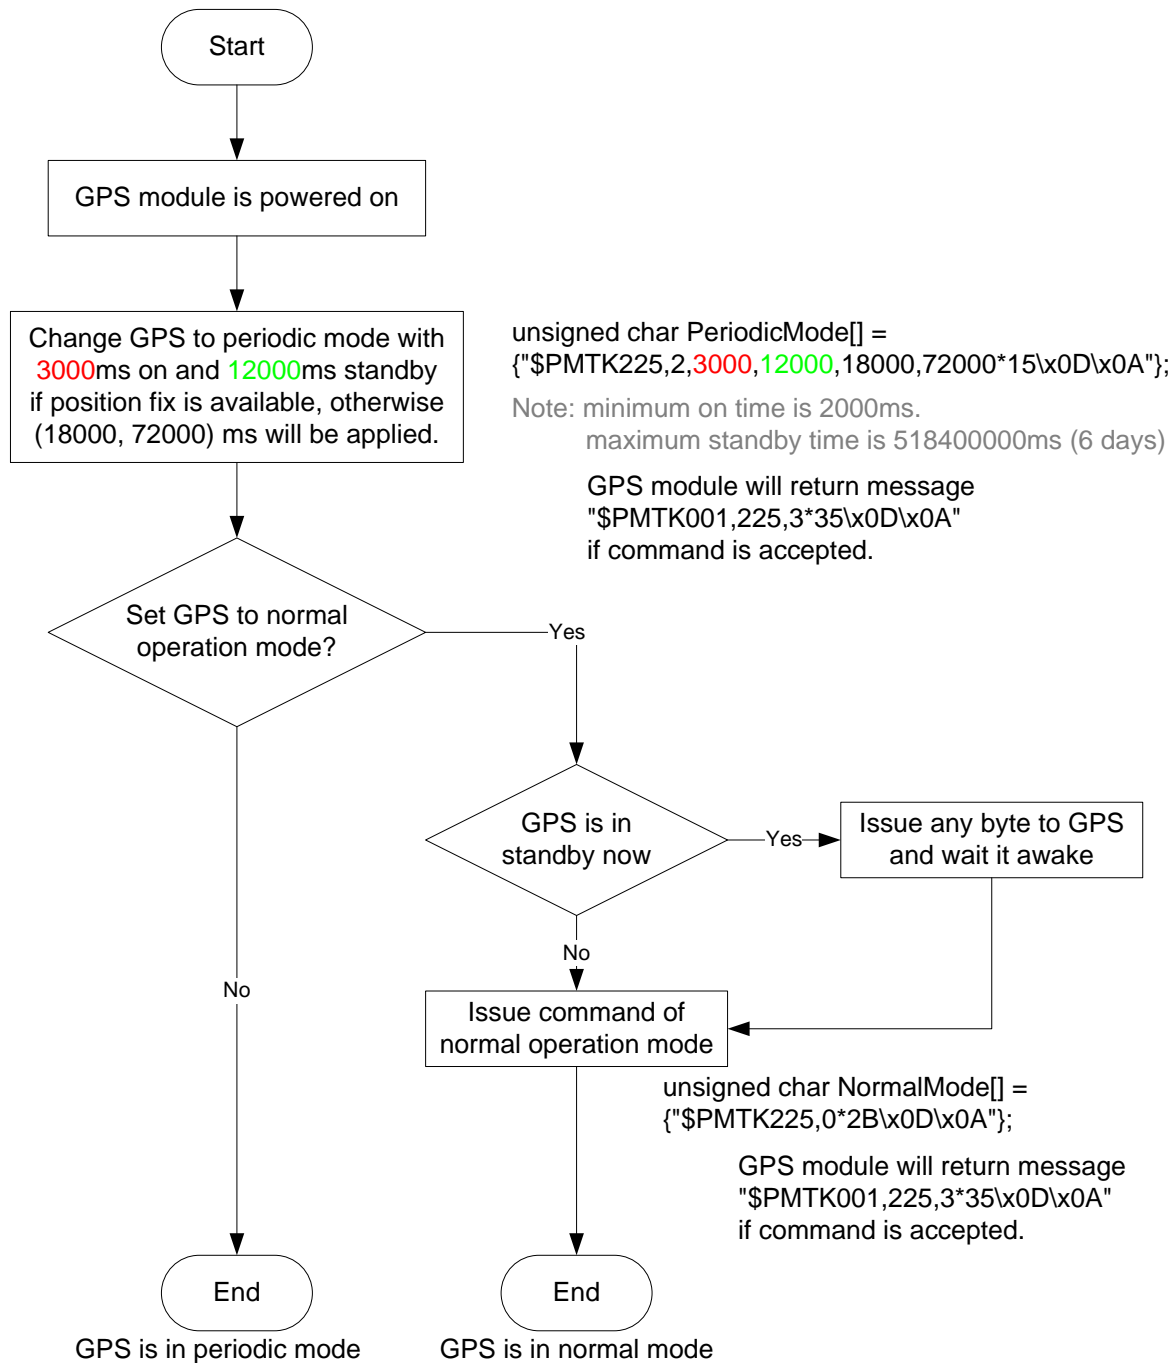 Start
GPS module is powered on
Change GPS to periodic mode with
3000ms on and 12000ms standby
if position fix is available, otherwise
(18000, 72000) ms will be applied.
unsigned char PeriodicMode[] =
{"$PMTK225,2,3000,12000,18000,72000*15\x0D\x0A"};
Note: minimum on time is 2000ms.
maximum standby time is 518400000ms (6 days)
GPS module will return message
"$PMTK001,225,3*35\x0D\x0A"
if command is accepted.
Set GPS to normal
operation mode?
Yes
GPS is in
standby now
Yes
Issue any byte to GPS
and wait it awake
No
No
Issue command of
normal operation mode
unsigned char NormalMode[] =
{"$PMTK225,0*2B\x0D\x0A"};
GPS module will return message
"$PMTK001,225,3*35\x0D\x0A"
if command is accepted.
End
GPS is in periodic mode
End
GPS is in normal mode